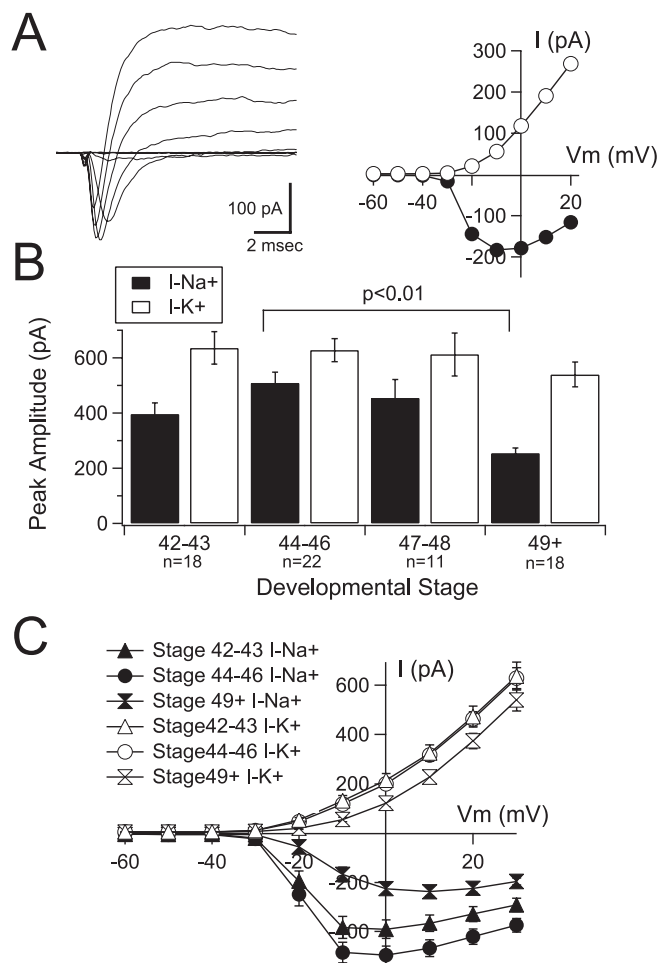 A
100 pA
2 msec
I (pA)
300
200
100
Vm (mV)
-60
-40
20
-100
-200
B
I-Na+
I-K+
p<0.01
Peak Amplitude (pA)
600
400
200
0
42-43
n=18
44-46
n=22
47-48
n=11
49+
n=18
Developmental Stage
C
Stage 42-43 I-Na+
Stage 44-46 I-Na+
Stage 49+ I-Na+
Stage42-43 I-K+
Stage44-46 I-K+
Stage49+ I-K+
I (pA)
600
400
200
Vm (mV)
-60
-40
-20
20
-200